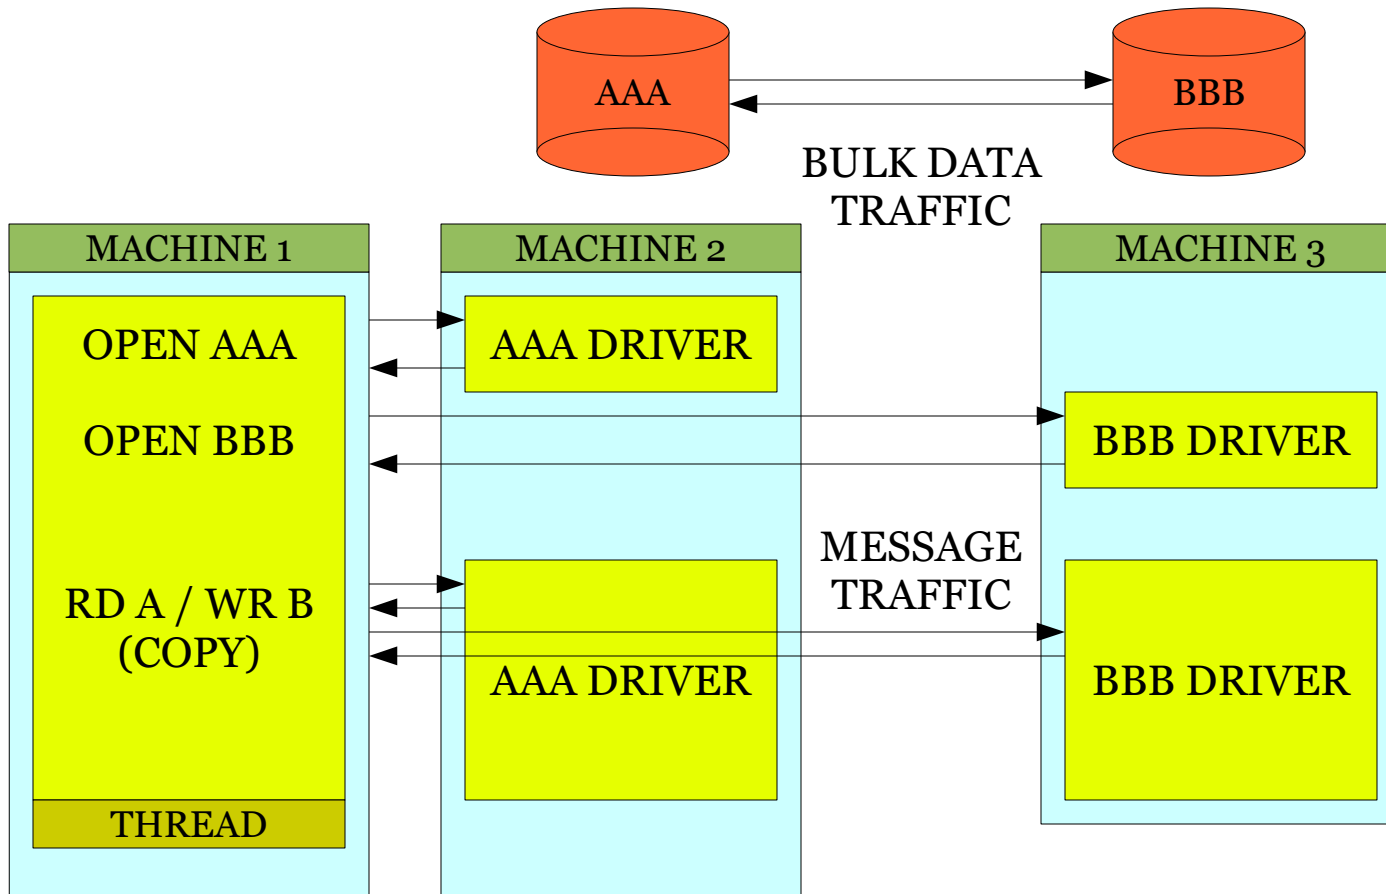 AAA
BBB
BULK DATA
TRAFFIC
MACHINE 1
MACHINE 2
MACHINE 3
OPEN AAA
AAA DRIVER
OPEN BBB
BBB DRIVER
MESSAGE
TRAFFIC
RD A / WR B
(COPY)
AAA DRIVER
BBB DRIVER
THREAD